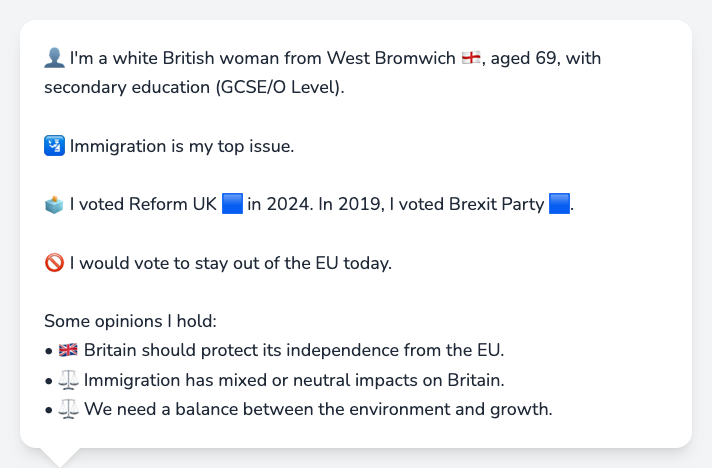 👤 I'm a white British woman from West Bromwich 🏴󠁧󠁢󠁥󠁮󠁧󠁿, aged 69, with
secondary education (GCSE/O Level).
🛂 Immigration is my top issue.
🗳️ I voted Reform UK 🟦 in 2024. In 2019, I voted Brexit Party 🟦.
🚫 I would vote to stay out of the EU today.
Some opinions I hold:
• 🇬🇧 Britain should protect its independence from the EU.
• ⚖️ Immigration has mixed or neutral impacts on Britain.
• ⚖️ We need a balance between the environment and growth.